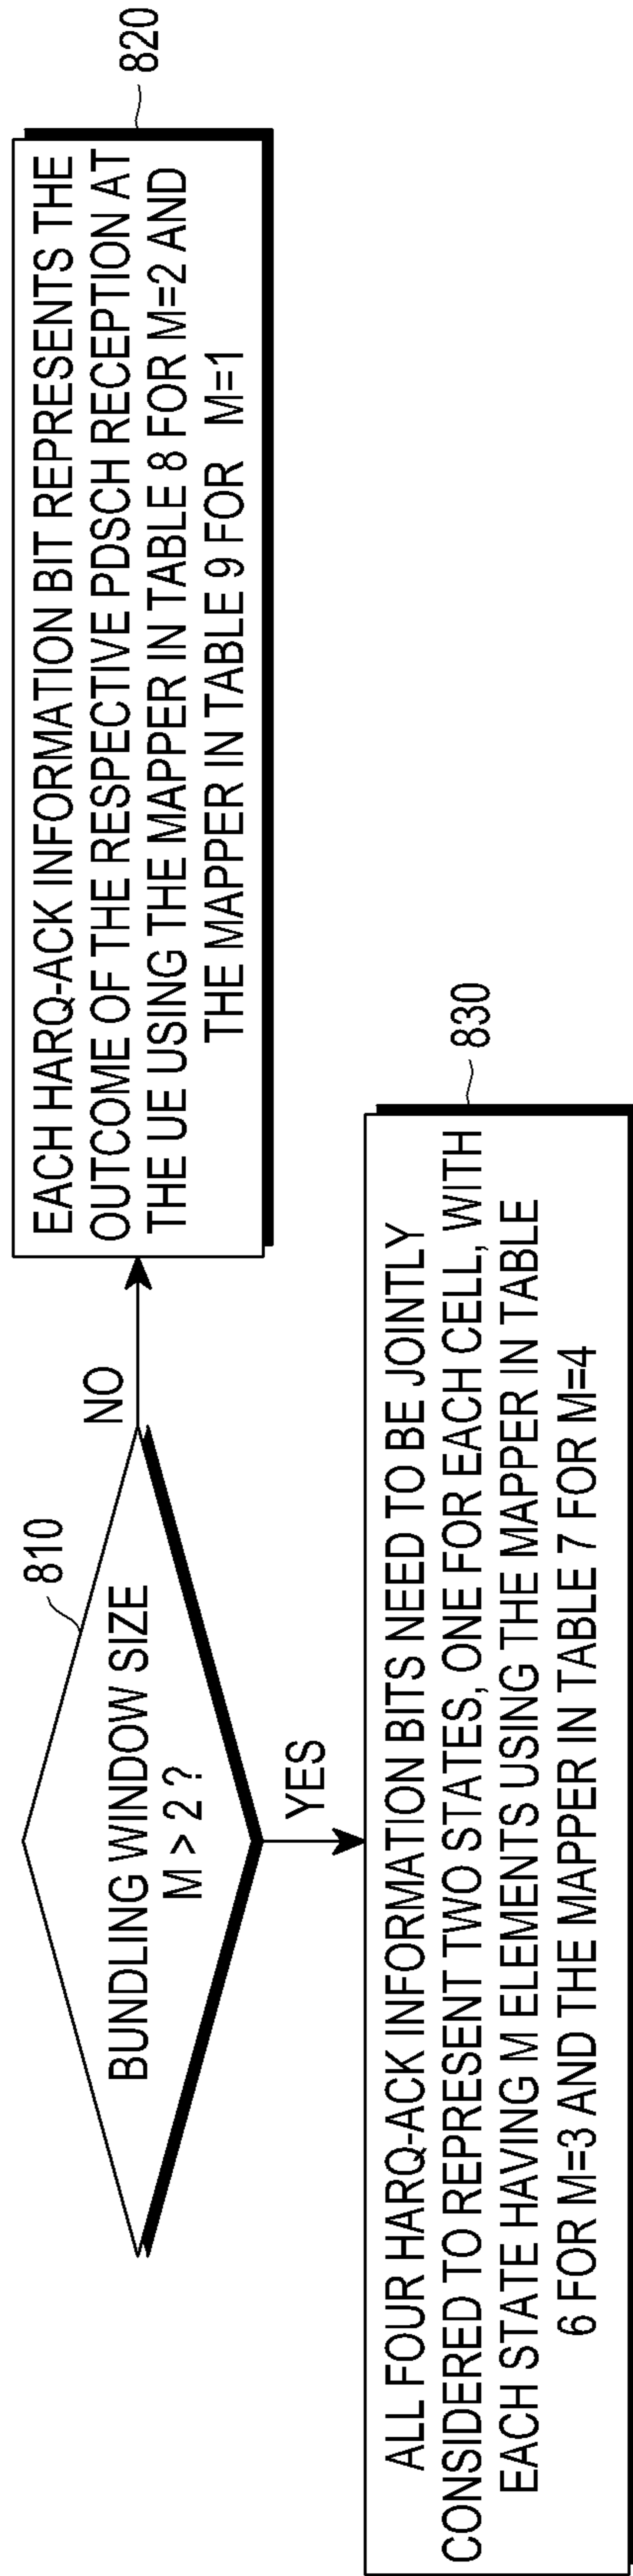 810
BUNDLING WINDOW SIZE
M > 2 ?
NO
820
EACH HARQ-ACK INFORMATION BIT REPRESENTS THE
OUTCOME OF THE RESPECTIVE PDSCH RECEPTION AT
THE UE USING THE MAPPER IN TABLE 8 FOR M=2 AND
THE MAPPER IN TABLE 9 FOR M=1
YES
830
ALL FOUR HARQ-ACK INFORMATION BITS NEED TO BE JOINTLY
CONSIDERED TO REPRESENT TWO STATES, ONE FOR EACH CELL, WITH
EACH STATE HAVING M ELEMENTS USING THE MAPPER IN TABLE
6 FOR M=3 AND THE MAPPER IN TABLE 7 FOR M=4